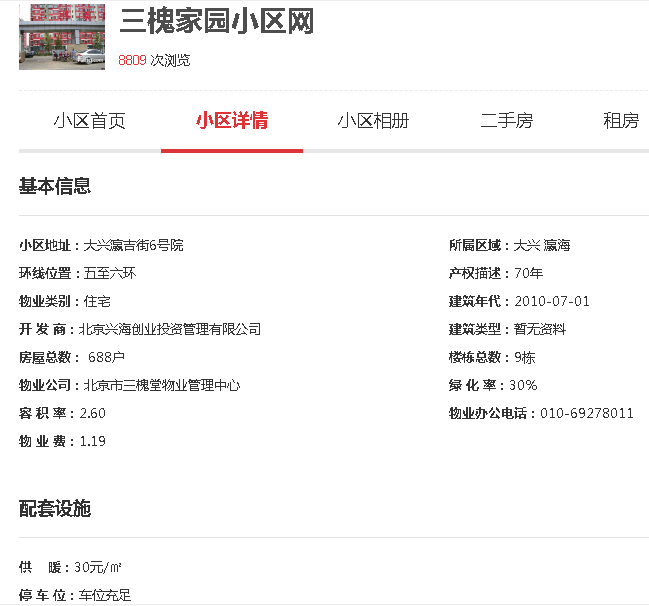 三槐家园小区网
8809 次浏览
小区首页 小区详情 小区相册 二手房 租房
基本信息
小区地址：大兴瀛吉街6号院 所属区域：大兴 瀛海
环线位置：五至六环 产权描述：70年
物业类别：住宅 建筑年代：2010-07-01
开 发 商：北京兴海创业投资管理有限公司 建筑类型：暂无资料
房屋总数： 688户 楼栋总数：9栋
物业公司：北京市三槐堂物业管理中心 绿 化 率：30%
容 积 率：2.60 物业办公电话：010-69278011
物 业 费：1.19
配套设施
供 暖：30元/㎡
停 车 位：车位充足